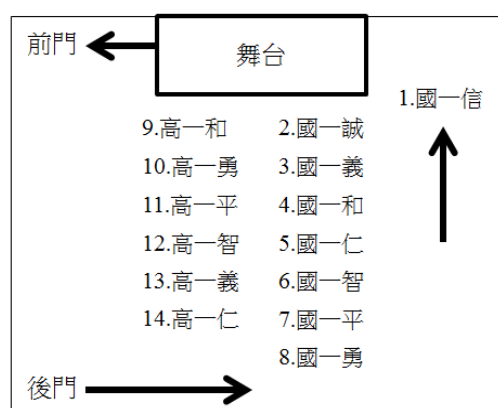 前門
舞台
1.國一信
9.高一和 2.國一誠
10.高一勇 3.國一義
11.高一平 4.國一和
12.高一智 5.國一仁
13.高一義 6.國一智
14.高一仁 7.國一平
8.國一勇
後門